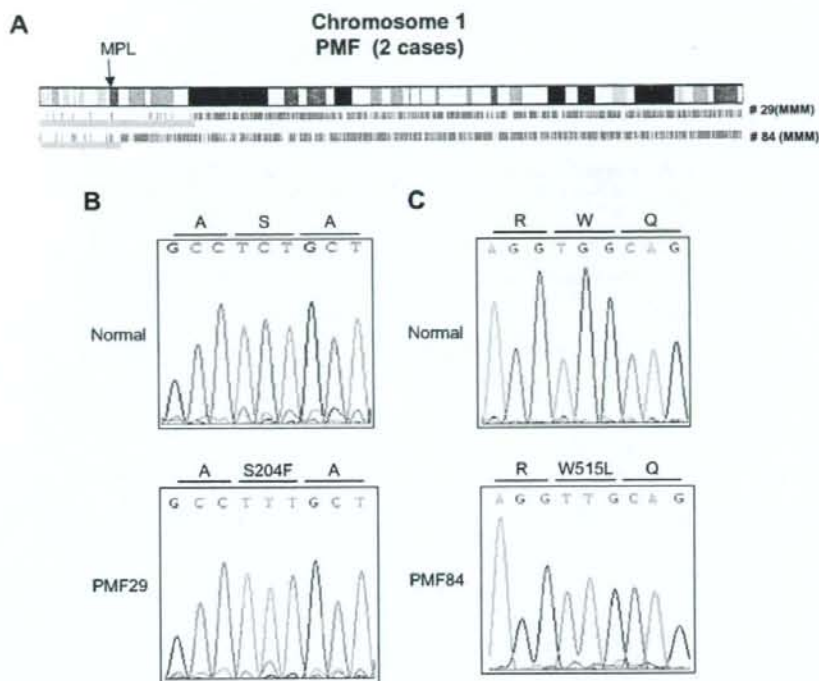 A
Chromosome 1
PMF (2 cases)
MPL
# 29(MMM)
# 84 (MMM)
B
A S A
G C C T C T G C T
Normal
C
R W Q
A G G T G G C A G
Normal
A S204F A
G C C T T T G C T
PMF29
R W515L Q
A G G T T G C A G
PMF84